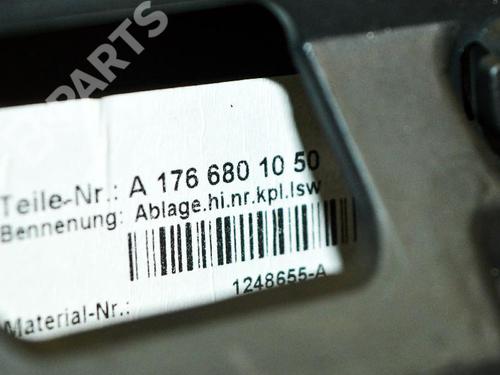 B PARTS
Teile-Nr.: A 176 680 10 50
Bennenung: Ablage.hi.nr.kpl.lsw
1248655-A
Material-Nr.: